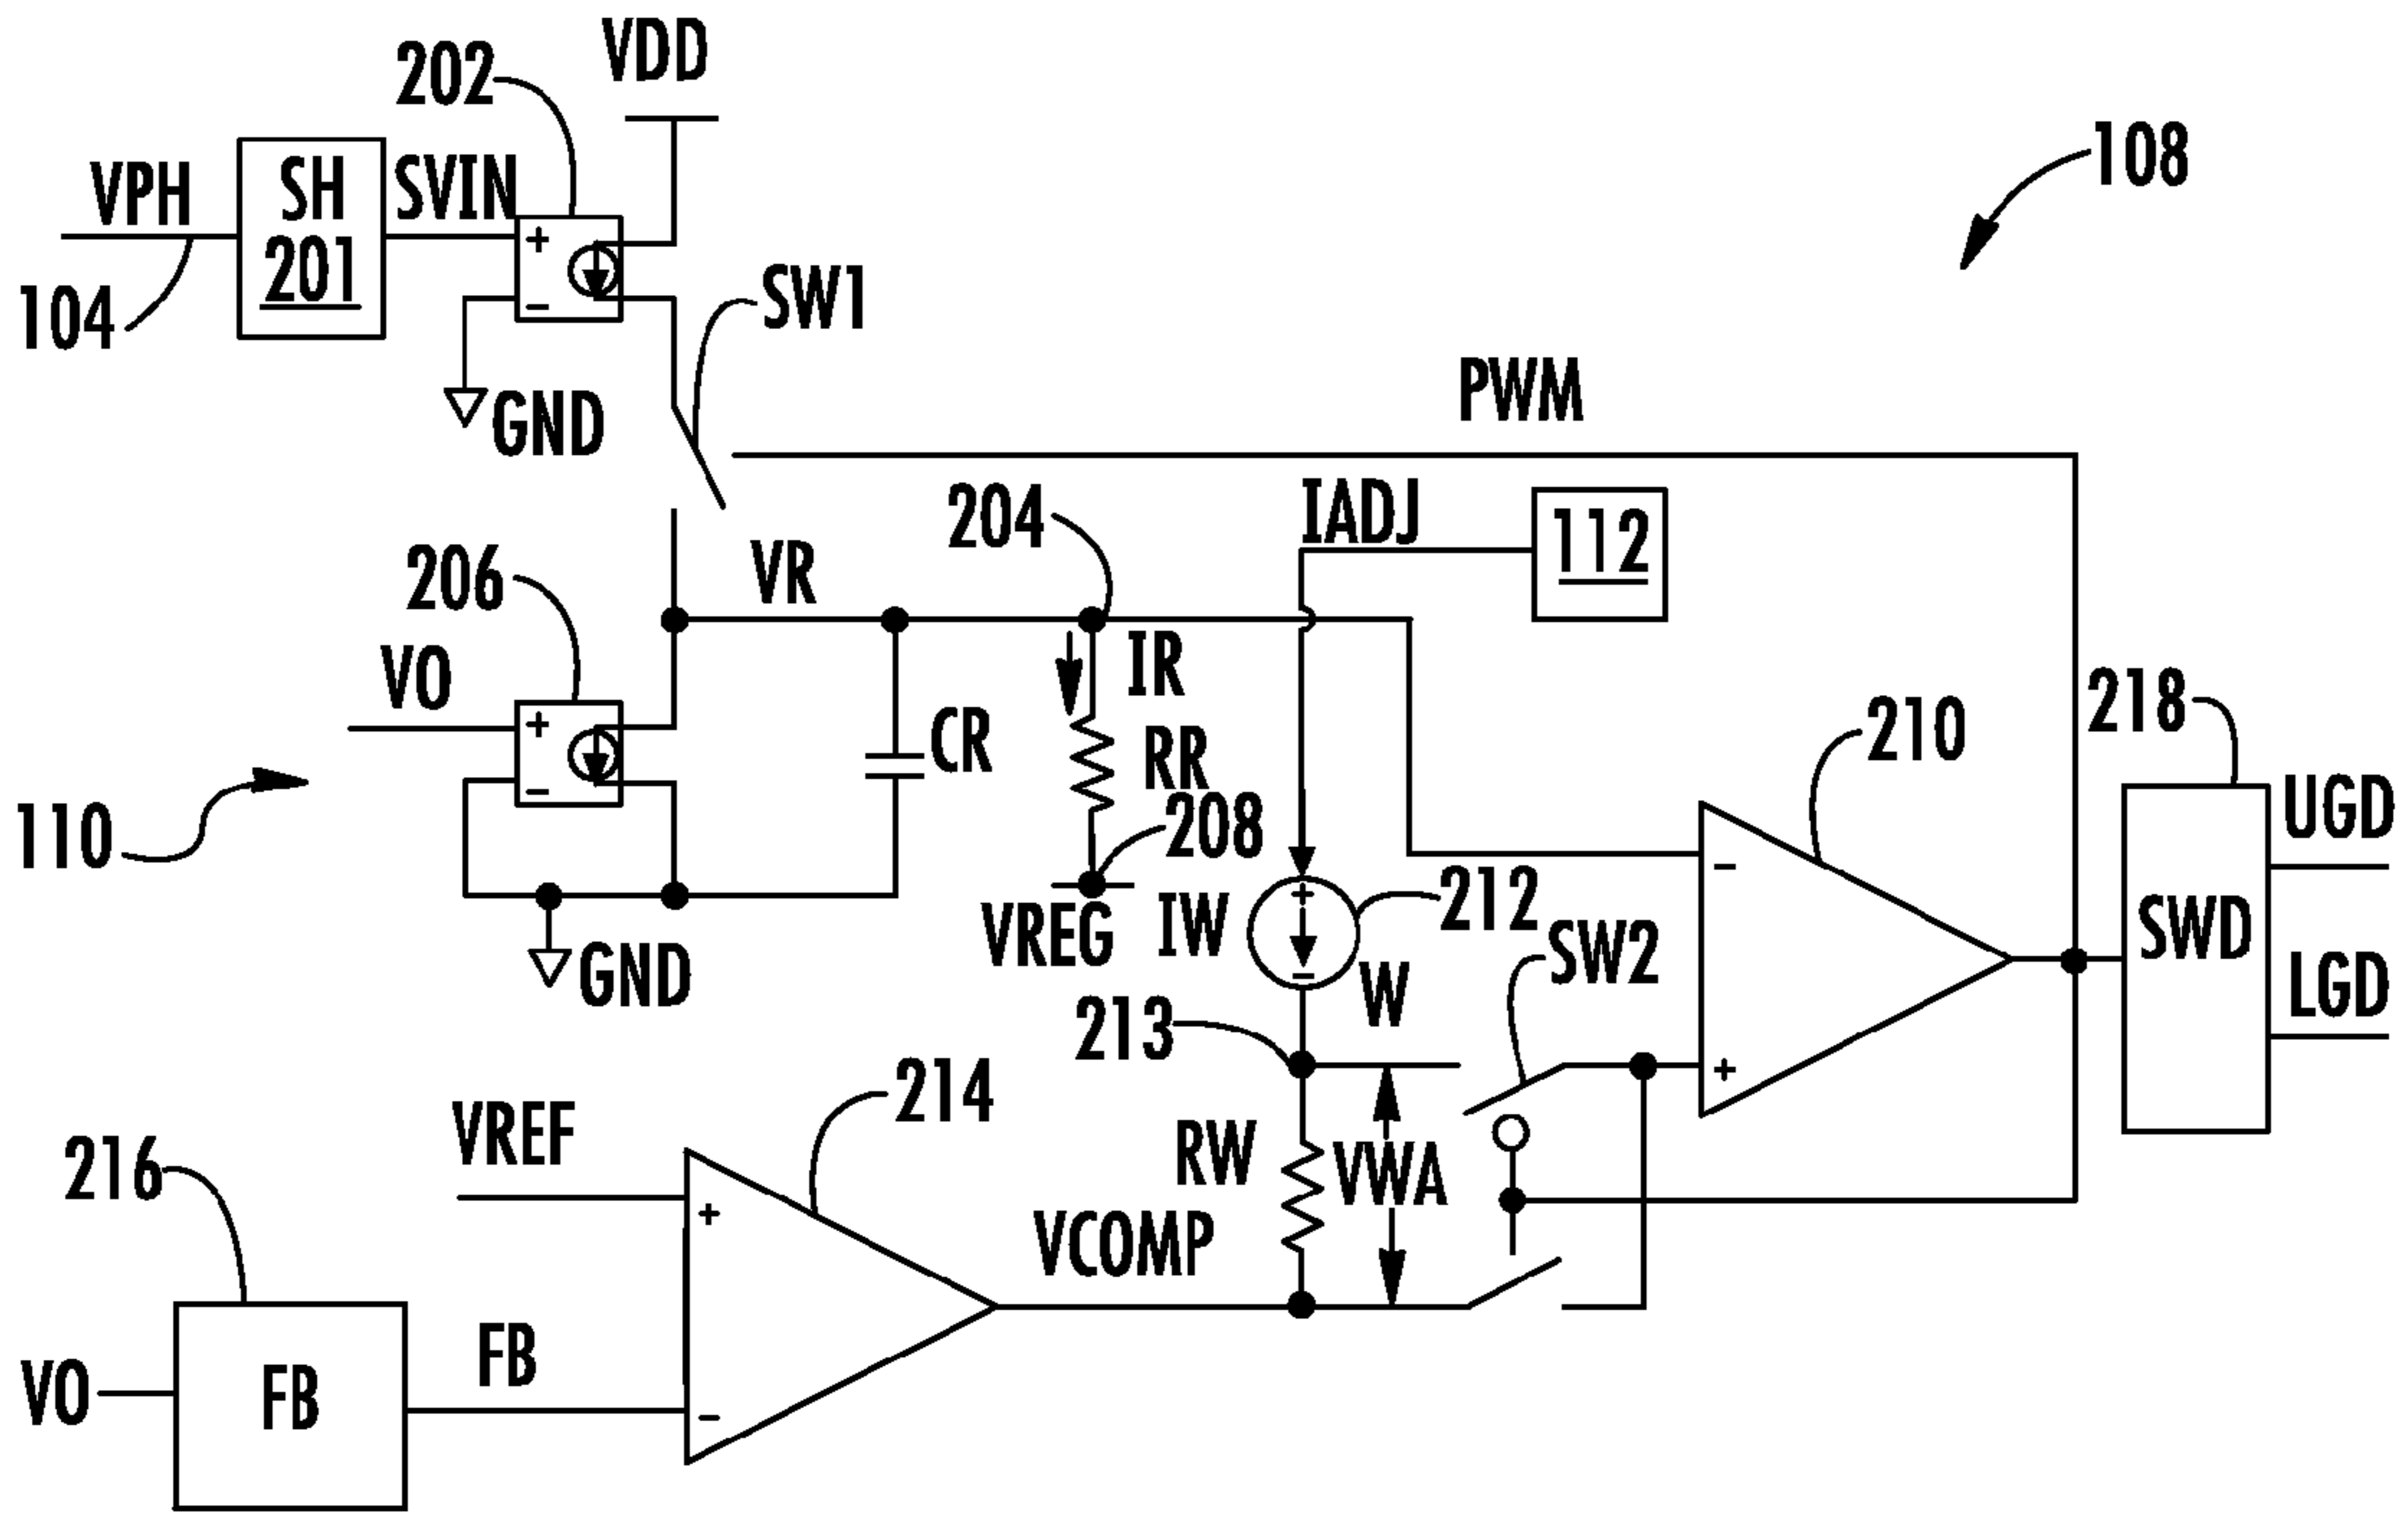 VDD
202
108
VPH
SH
201
SVIN
+
-
104
SW1
GND
PWM
204
IADJ
112
206
VR
VO
+
-
IR
CR
RR
218
210
110
208
UGD
VREG
IW
+
-
212
-
SWD
GND
W
SW2
LGD
213
214
+
VREF
216
+
RW
VWA
VCOMP
VO
FB
FB
-